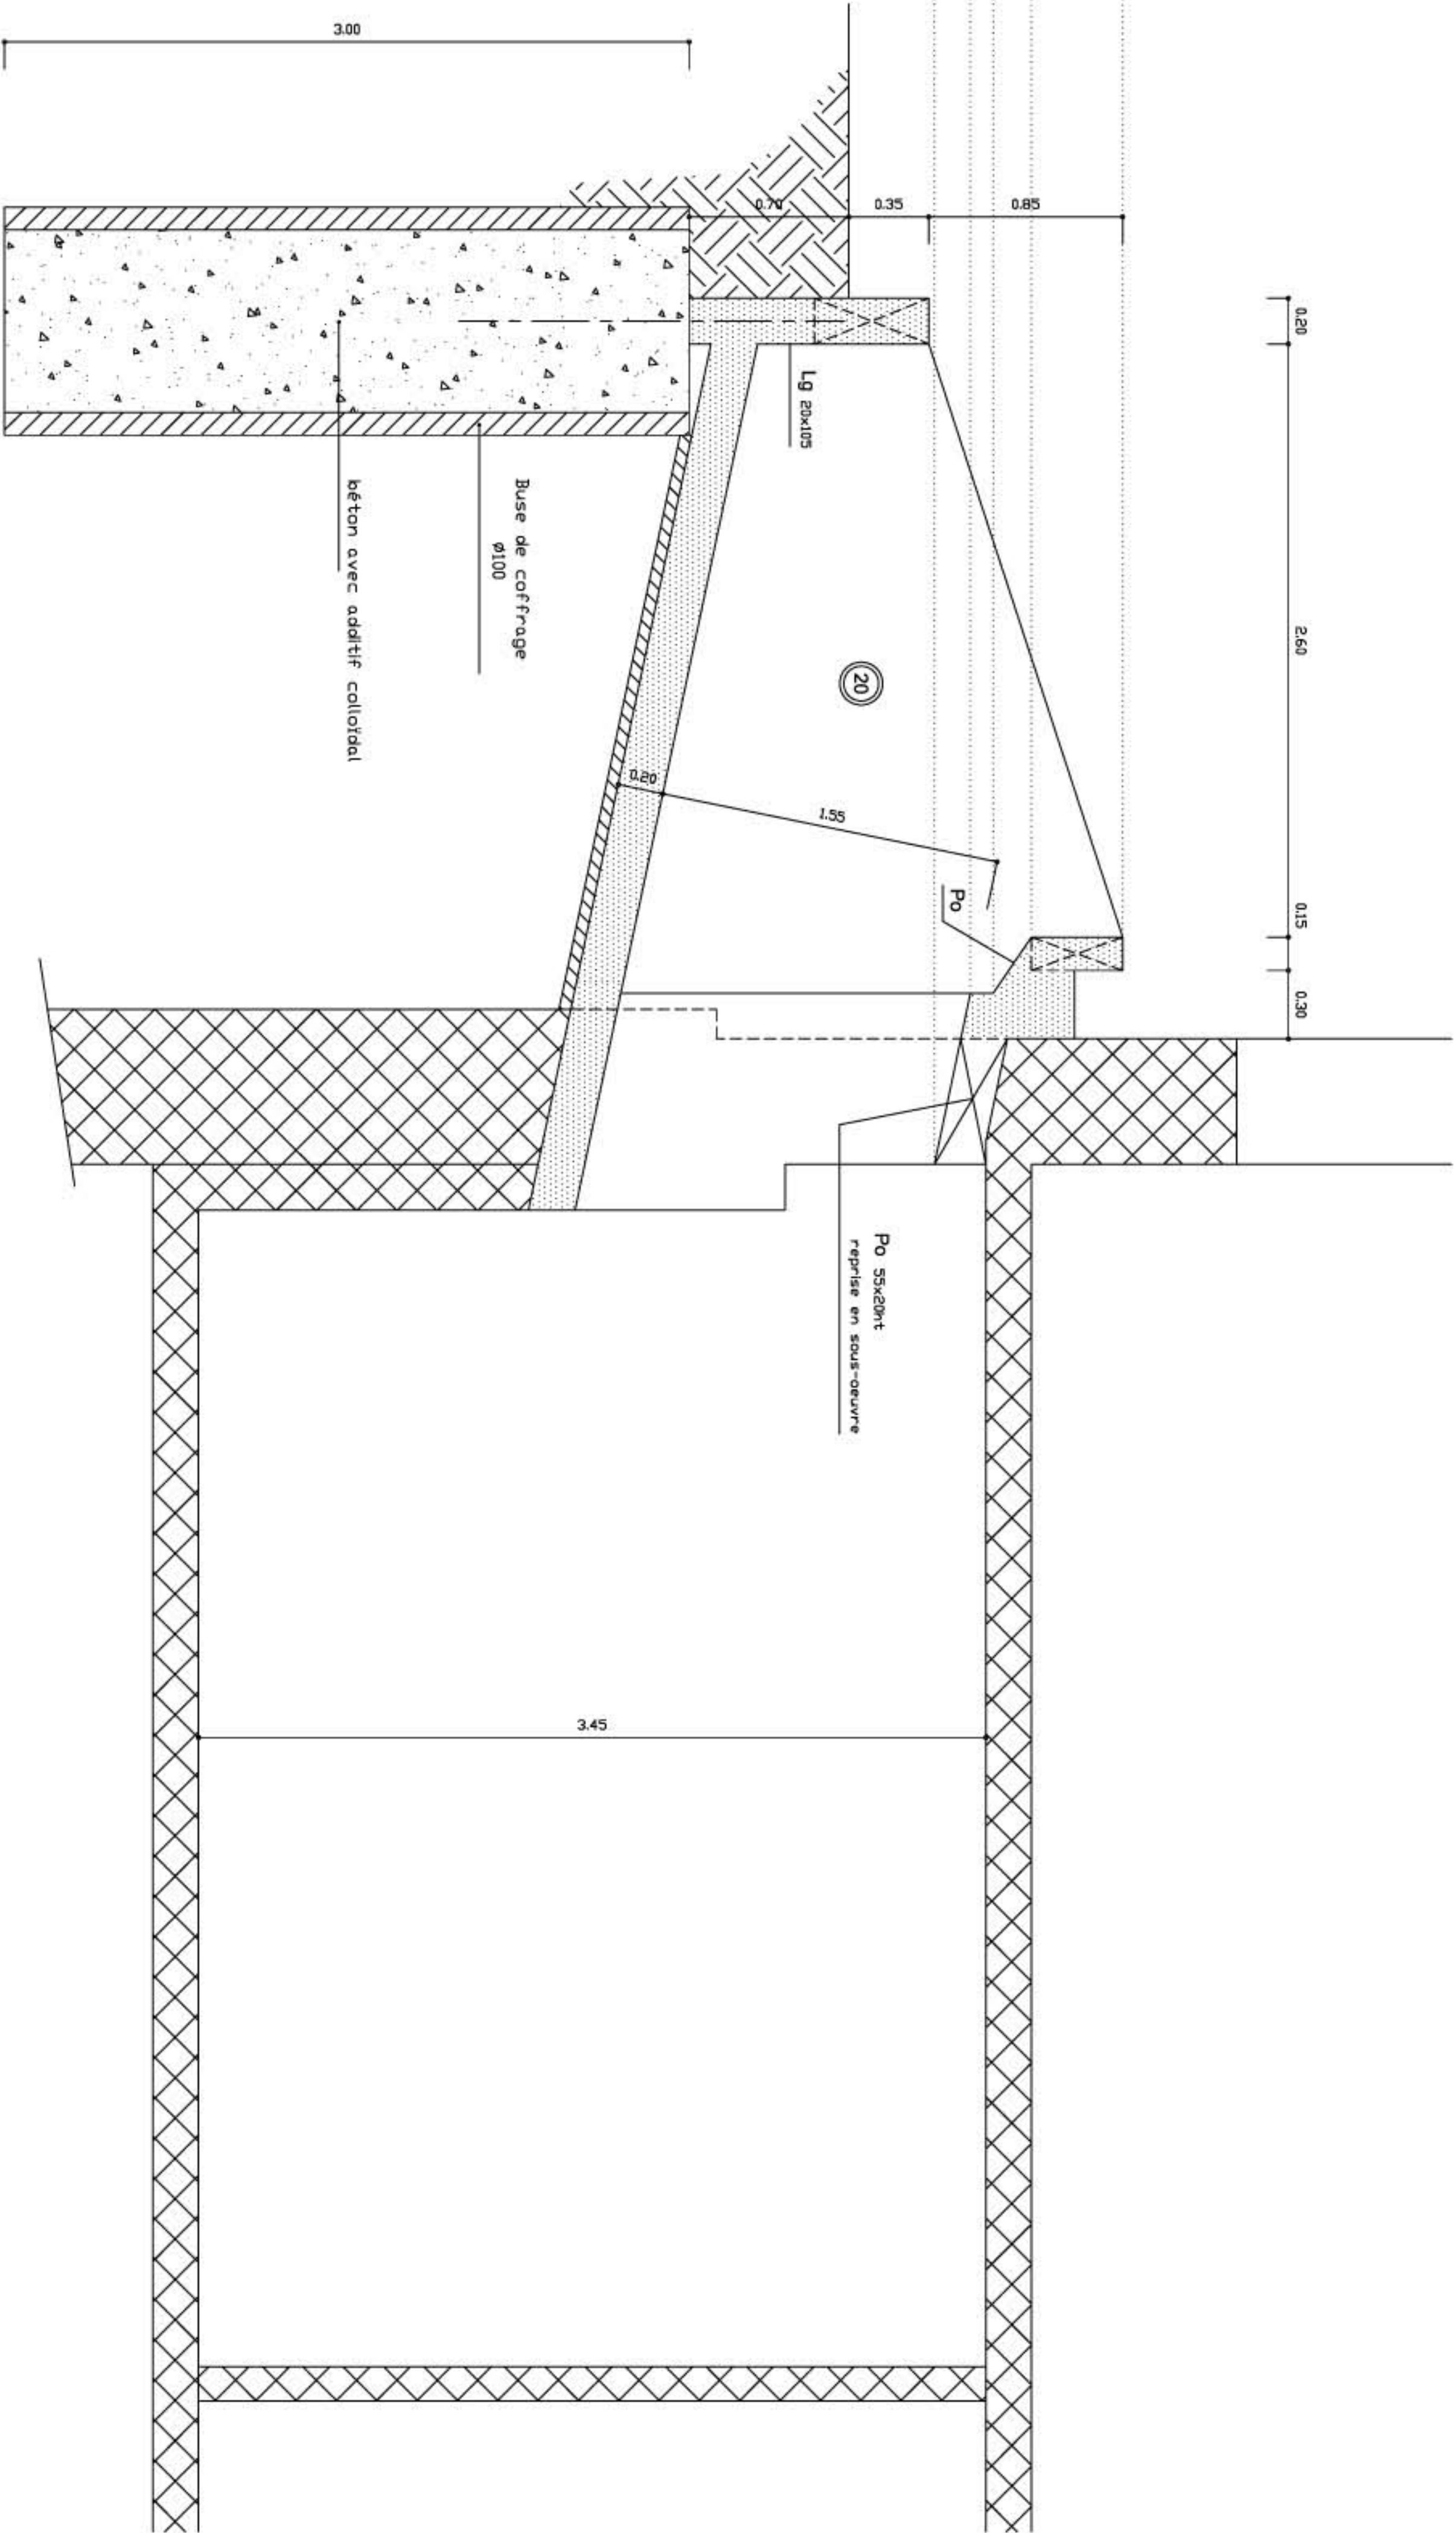 3.00
0.70
0.35
0.85
0.20
2.60
0.15
0.30
Lg 20x105
20
0.20
1.55
Po
Buse de coffrage
ø100
béton avec additif colloïdal
Po 55x20ht
reprise en sous-oeuvre
3.45